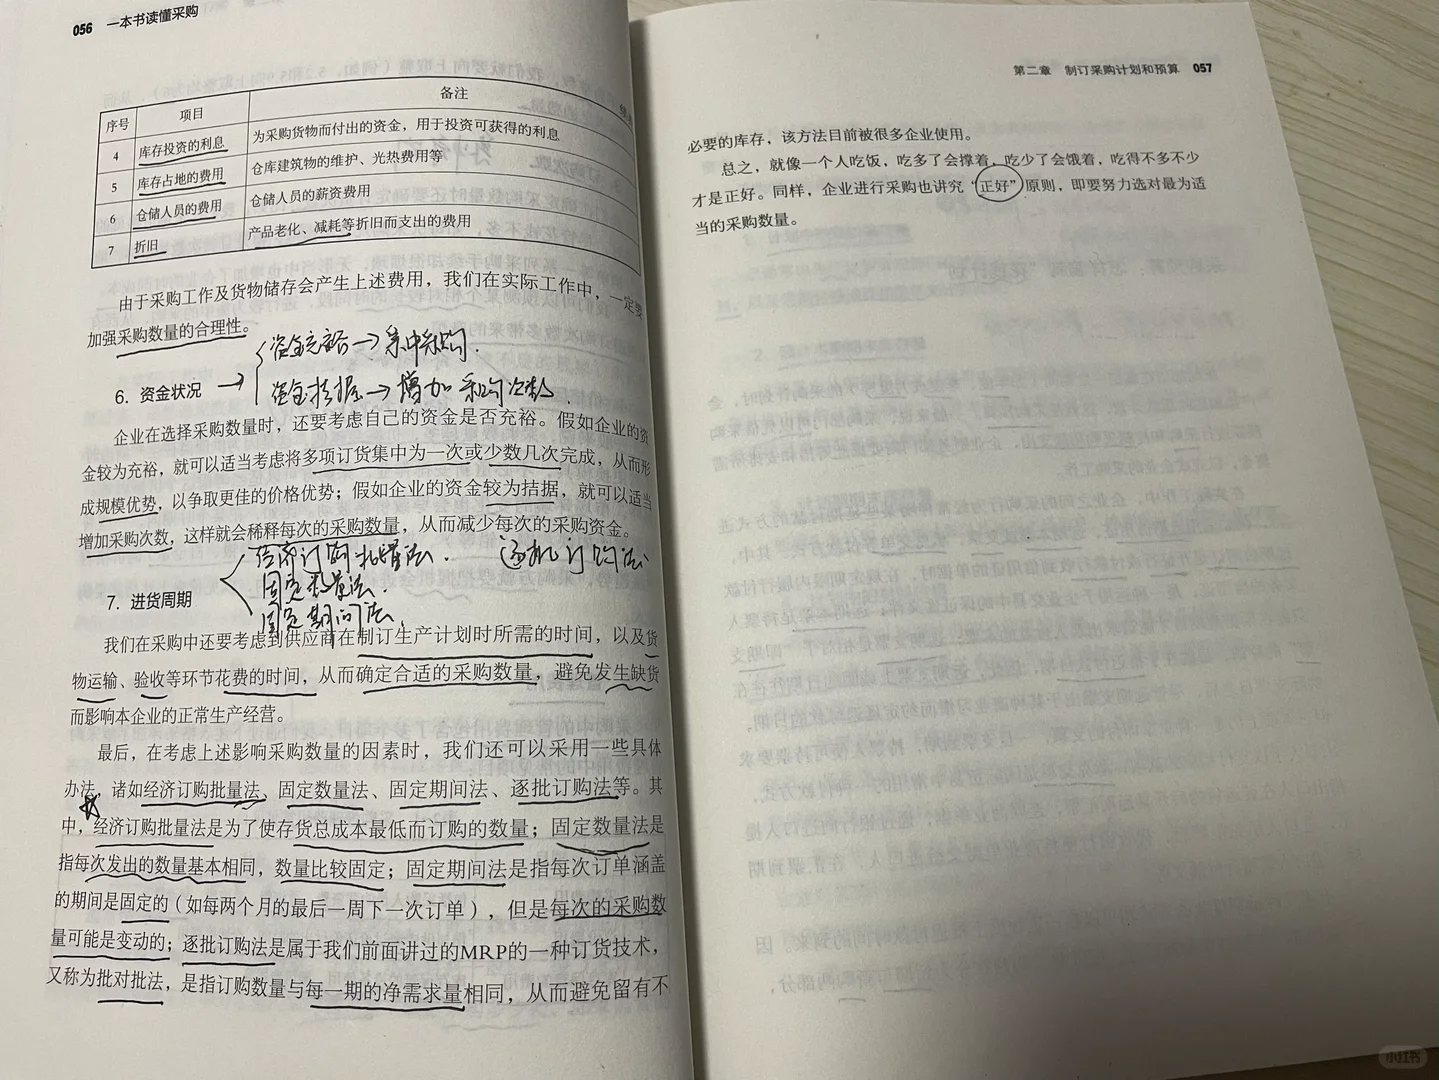 056 一本书读懂采购
续表
序号 项目 备注
4 库存投资的利息 为采购货物而付出的资金，用于投资可获得的利息
5 库存占地的费用 仓库建筑物的维护、光热费用等
6 仓储人员的费用 仓储人员的薪资费用
7 折旧 产品老化、减耗等折旧而支出的费用
由于采购工作及货物储存会产生上述费用，我们在实际工作中，一定要
加强采购数量的合理性。
资金充裕→集中采购.
6. 资金状况 →
资金拮据→增加采购次数.
企业在选择采购数量时，还要考虑自己的资金是否充裕。假如企业的资
金较为充裕，就可以适当考虑将多项订货集中为一次或少数几次完成，从而形
成规模优势，以争取更佳的价格优势；假如企业的资金较为拮据，就可以适当
增加采购次数，这样就会稀释每次的采购数量，从而减少每次的采购资金。
经济订购批量法. 逐批订购法
固定数量法.
7. 进货周期
固定期间法.
我们在采购中还要考虑到供应商在制订生产计划时所需的时间，以及货
物运输、验收等环节花费的时间，从而确定合适的采购数量，避免发生缺货
而影响本企业的正常生产经营。
最后，在考虑上述影响采购数量的因素时，我们还可以采用一些具体
办法，诸如经济订购批量法、固定数量法、固定期间法、逐批订购法等。其
中，经济订购批量法是为了使存货总成本最低而订购的数量；固定数量法是
指每次发出的数量基本相同，数量比较固定；固定期间法是指每次订单涵盖
的期间是固定的（如每两个月的最后一周下一次订单），但是每次的采购数
量可能是变动的；逐批订购法是属于我们前面讲过的MRP的一种订货技术，
又称为批对批法，是指订购数量与每一期的净需求量相同，从而避免留有不
第二章 制订采购计划和预算 057
必要的库存，该方法目前被很多企业使用。
总之，就像一个人吃饭，吃多了会撑着，吃少了会饿着，吃得不多不少
才是正好。同样，企业进行采购也讲究“正好”原则，即要努力选对最为适
当的采购数量。
小红书